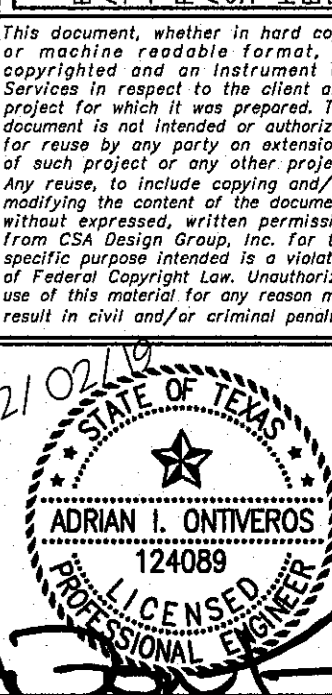 This document, whether in hard co
or machine readable format,
copyrighted and an Instrument
Services in respect to the client a
project for which it was prepared. T
document is not intended or authoriz
for reuse by any party on extensio
of such project or any other proje
Any reuse, to include copying and/
modifying the content of the docume
without expressed, written permissi
from CSA Design Group, Inc. for t
specific purpose intended is a violat
of Federal Copyright Law. Unauthoriz
use of this material for any reason m
result in civil and/or criminal penalt
2/02/19
STATE OF TEXAS
ADRIAN I. ONTIVEROS
124089
LICENSED
PROFESSIONAL ENGINEER